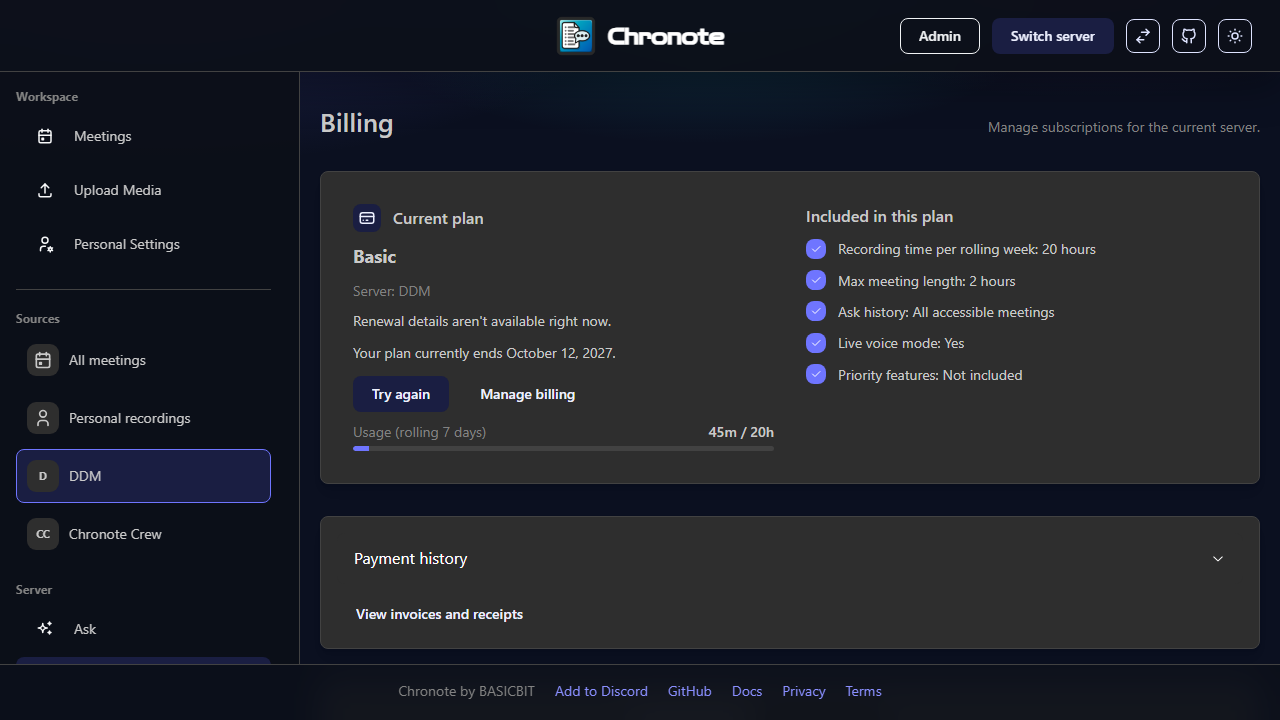 Chronote
Admin
Switch server
Workspace
Meetings
Upload Media
Personal Settings
Sources
All meetings
Personal recordings
D
DDM
CC
Chronote Crew
Server
Ask
Billing
Manage subscriptions for the current server.
Current plan
Basic
Server: DDM
Renewal details aren't available right now.
Your plan currently ends October 12, 2027.
Try again
Manage billing
Usage (rolling 7 days)
45m / 20h
Included in this plan
Recording time per rolling week: 20 hours
Max meeting length: 2 hours
Ask history: All accessible meetings
Live voice mode: Yes
Priority features: Not included
Payment history
View invoices and receipts
Chronote by BASICBIT
Add to Discord
GitHub
Docs
Privacy
Terms